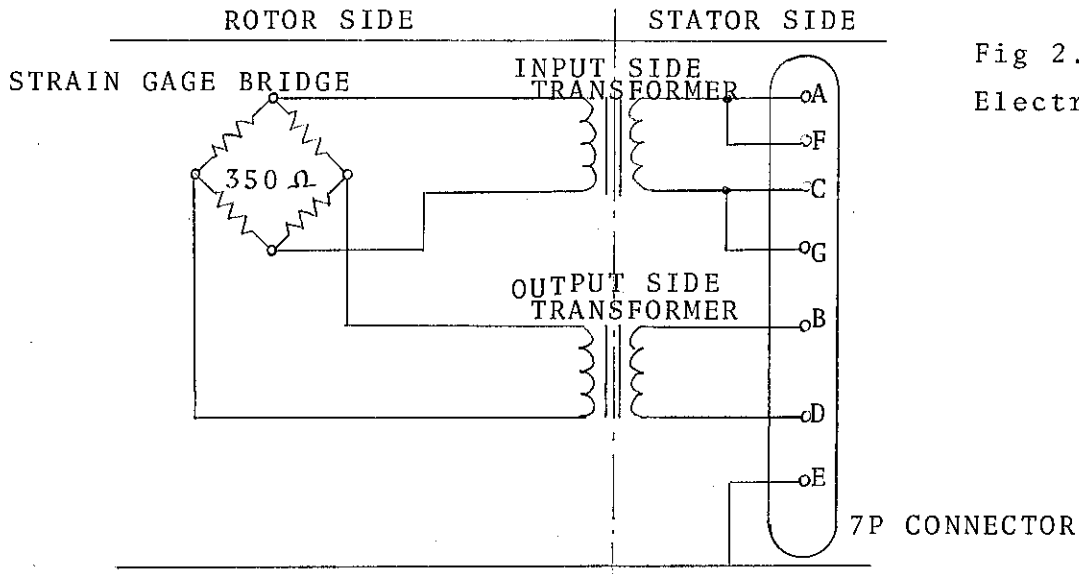 ROTOR SIDE
STATOR SIDE
Fig 2.
Electr
STRAIN GAGE BRIDGE
INPUT SIDE
TRANSFORMER
A
F
350 Ω
C
G
OUTPUT SIDE
TRANSFORMER
B
D
E
7P CONNECTOR